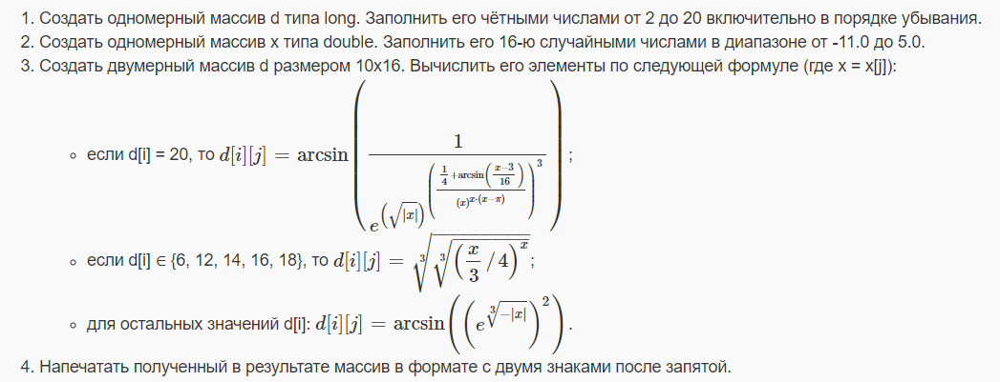 1. Создать одномерный массив d типа long. Заполнить его чётными числами от 2 до 20 включительно в порядке убывания.
2. Создать одномерный массив x типа double. Заполнить его 16-ю случайными числами в диапазоне от -11.0 до 5.0.
3. Создать двумерный массив d размером 10x16. Вычислить его элементы по следующей формуле (где x = x[j]):
◦ если d[i] = 20, то $d[i][j] = \arcsin\left(\frac{1}{e^{\left(\sqrt{|x|}\right)^{\left(\frac{\frac{1}{4}+\arcsin\left(\frac{x-3}{16}\right)}{(x)^{x\cdot(x-\pi)}}\right)^{3}}}}\right)$;
◦ если d[i] ∈ {6, 12, 14, 16, 18}, то $d[i][j] = \sqrt[3]{\sqrt[3]{\left(\frac{x}{3}/4\right)^{x}}}$;
◦ для остальных значений d[i]: $d[i][j] = \arcsin\left(\left(e^{\sqrt[3]{-|x|}}\right)^{2}\right)$.
4. Напечатать полученный в результате массив в формате с двумя знаками после запятой.